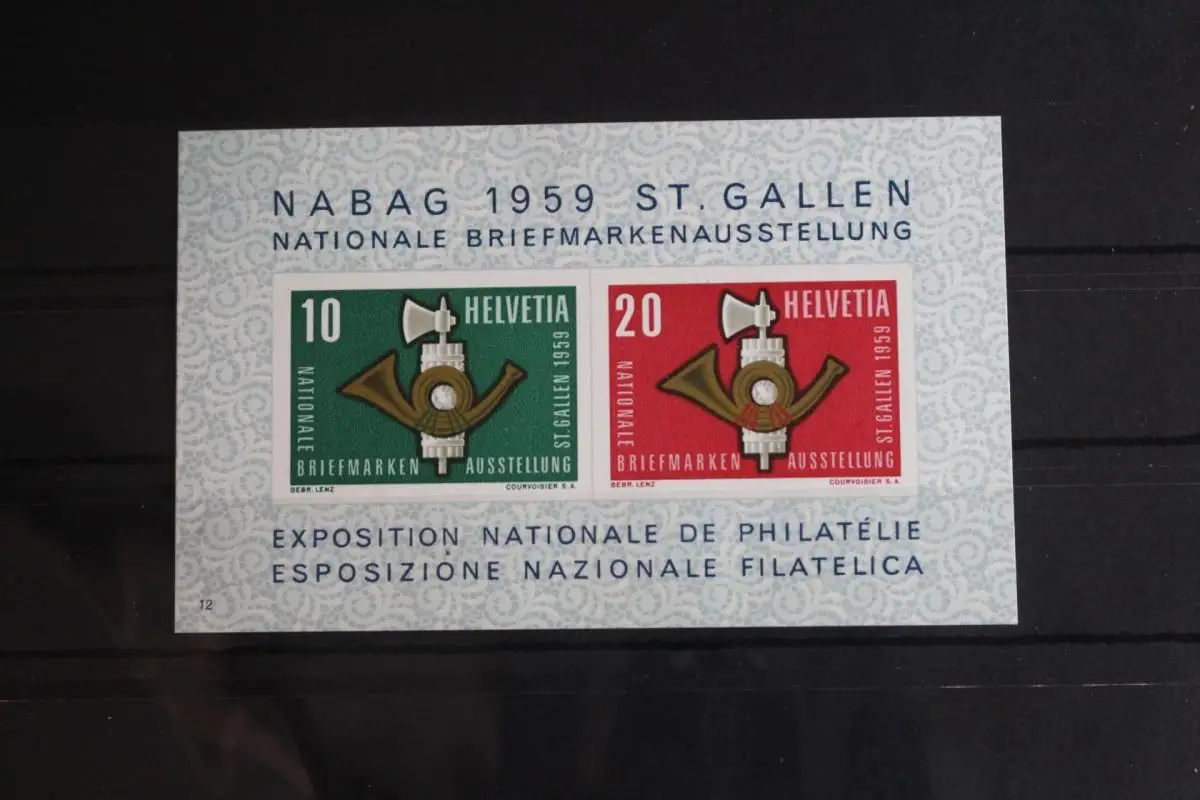 NABAG 1959 ST. GALLEN
NATIONALE BRIEFMARKENAUSSTELLUNG
10 HELVETIA
NATIONALE
ST. GALLEN 1959
BRIEFMARKEN AUSSTELLUNG
GEBR. LENZ COURVOISIER S.A.
20 HELVETIA
NATIONALE
ST. GALLEN 1959
BRIEFMARKEN AUSSTELLUNG
GEBR. LENZ COURVOISIER S.A.
EXPOSITION NATIONALE DE PHILATÉLIE
ESPOSIZIONE NAZIONALE FILATELICA
12